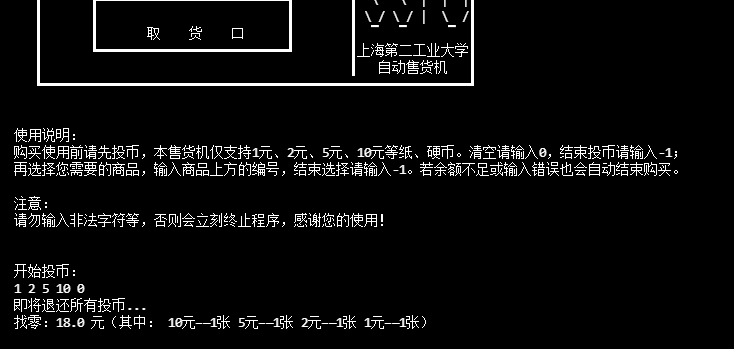 取 货 口
上海第二工业大学
自动售货机
使用说明:
购买使用前请先投币，本售货机仅支持1元、2元、5元、10元等纸、硬币。清空请输入0，结束投币请输入-1；
再选择您需要的商品，输入商品上方的编号，结束选择请输入-1。若余额不足或输入错误也会自动结束购买。
注意:
请勿输入非法字符等，否则会立刻终止程序，感谢您的使用!
开始投币:
1 2 5 10 0
即将退还所有投币...
找零: 18.0 元（其中: 10元——1张 5元——1张 2元——1张 1元——1张）